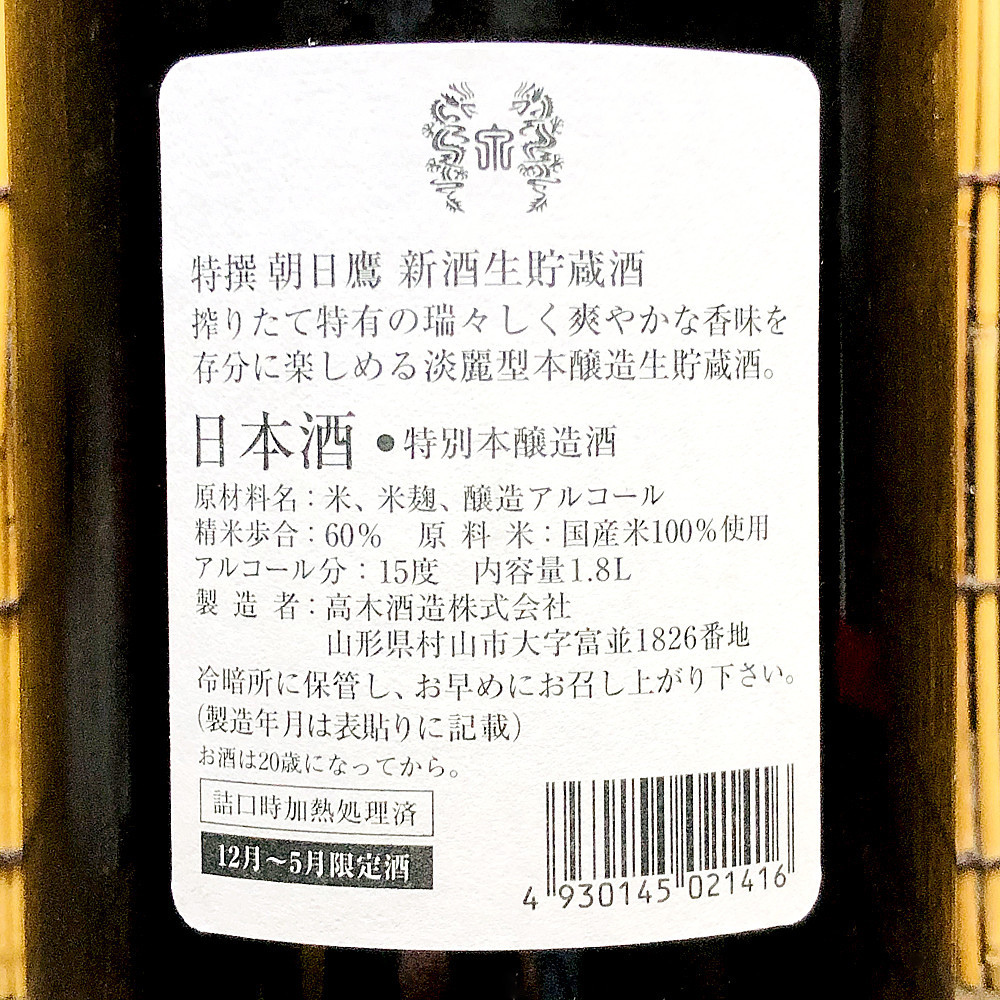 特撰 朝日鷹 新酒生貯蔵酒
搾りたて特有の瑞々しく爽やかな香味を
存分に楽しめる淡麗型本醸造生貯蔵酒。
日本酒●特別本醸造酒
原材料名：米、米麹、醸造アルコール
精米歩合：60％ 原料米：国産米100％使用
アルコール分：15度 内容量1.8L
製造者：高木酒造株式会社
山形県村山市大字富並1826番地
冷暗所に保管し、お早めにお召し上がり下さい。
(製造年月は表貼りに記載)
お酒は20歳になってから。
詰口時加熱処理済
12月～5月限定酒
4 930145 021416